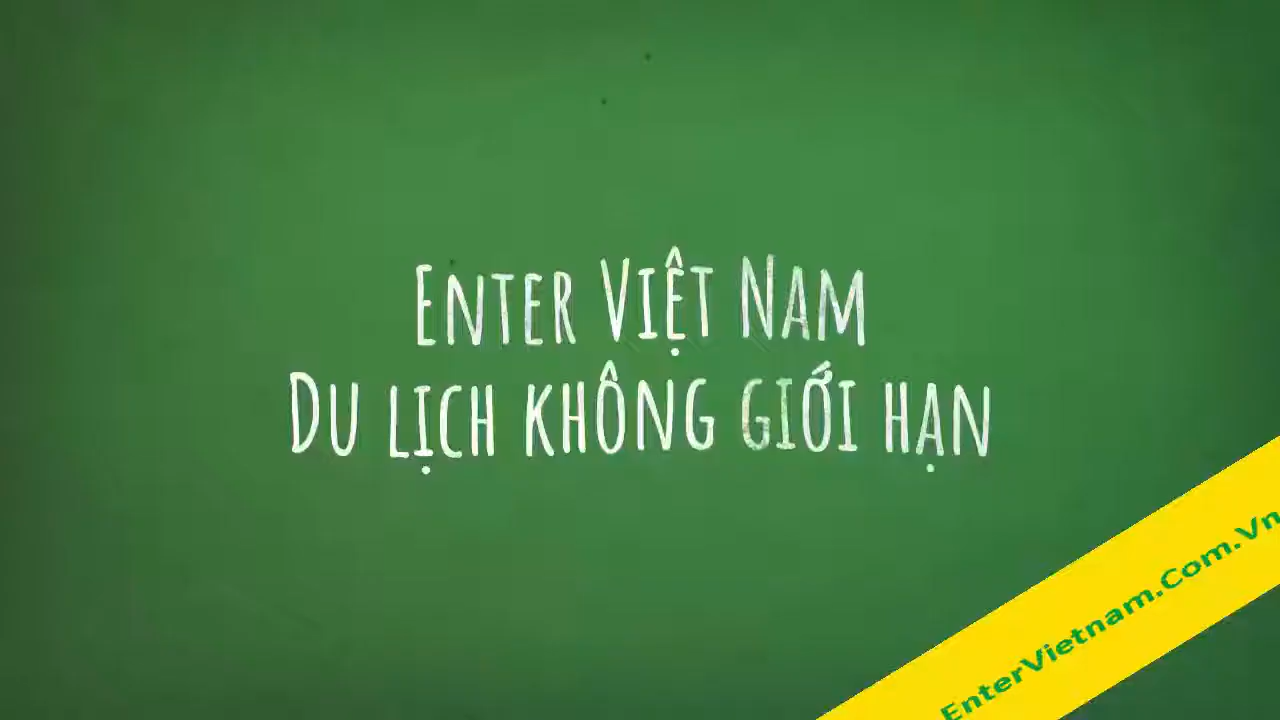 Enter Việt Nam
Du lịch không giới hạn
EnterVietnam.Com.Vn